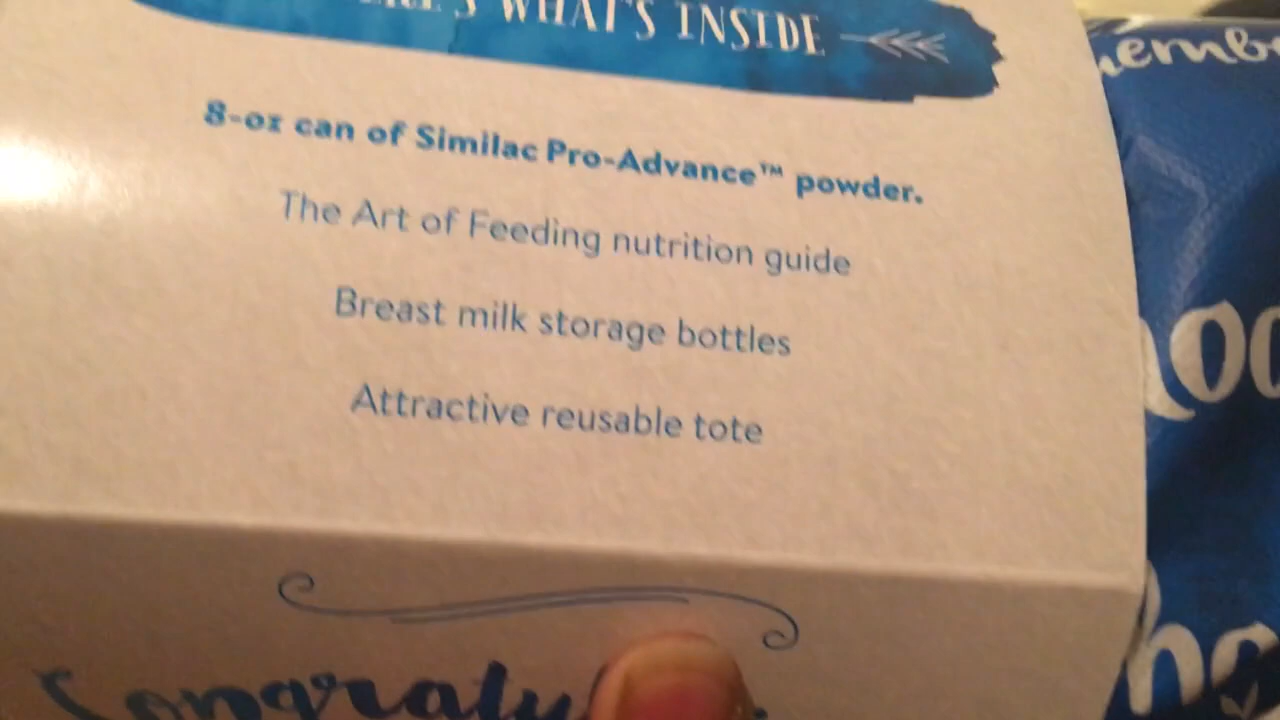 WHAT'S INSIDE
8-oz can of Similac Pro-Advance™ powder.
The Art of Feeding nutrition guide
Breast milk storage bottles
Attractive reusable tote